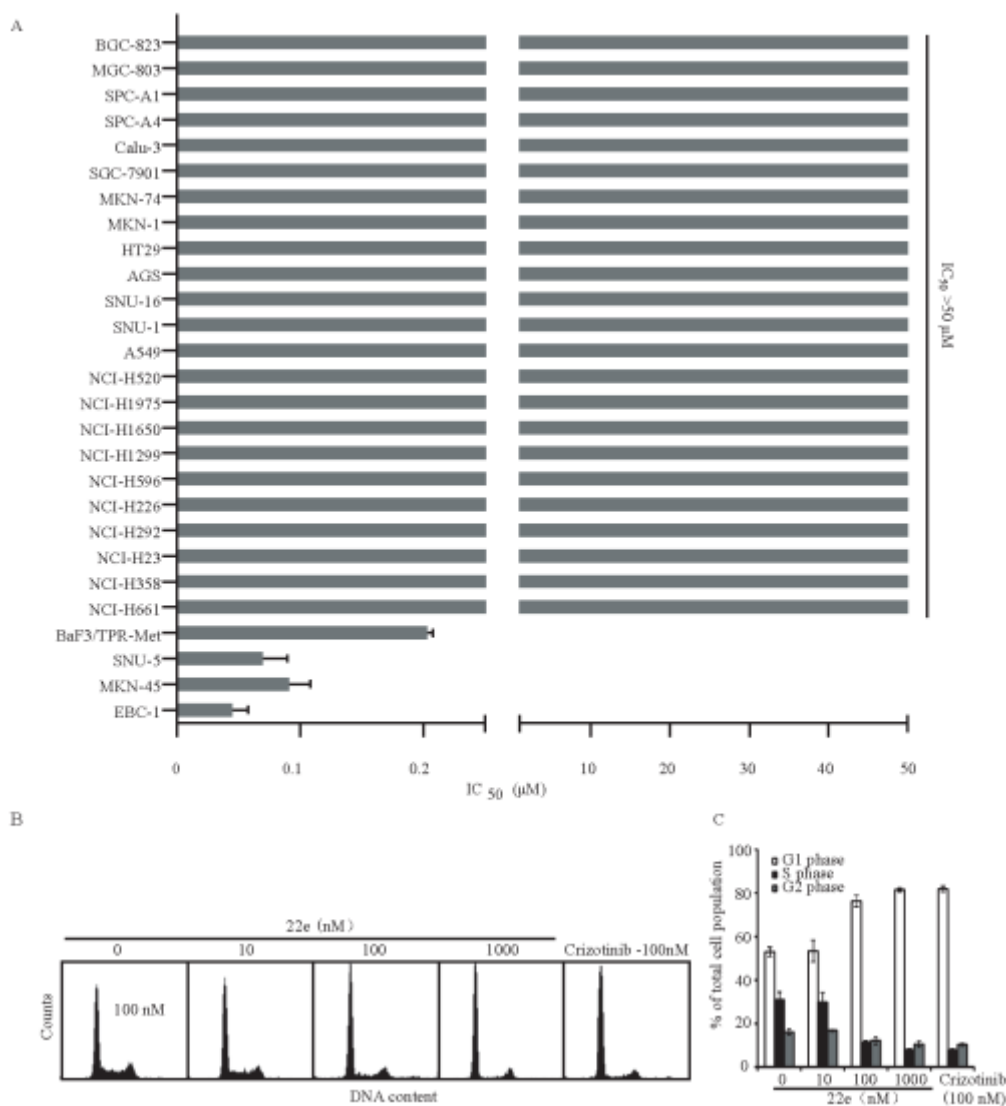 A
BGC-823
MGC-803
SPC-A1
SPC-A4
Calu-3
SGC-7901
MKN-74
MKN-1
HT29
AGS
SNU-16
SNU-1
A549
NCI-H520
NCI-H1975
NCI-H1650
NCI-H1299
NCI-H596
NCI-H226
NCI-H292
NCI-H23
NCI-H358
NCI-H661
BaF3/TPR-Met
SNU-5
MKN-45
EBC-1
IC50 >50 μM
0 0.1 0.2 10 20 30 40 50
IC 50 (μM)
B
22e (nM)
0 10 100 1000 Crizotinib -100nM
Counts
100 nM
DNA content
C
100
80
60
40
20
0
% of total cell population
G1 phase
S phase
G2 phase
0 10 100 1000 Crizotinib
22e (nM) (100 nM)